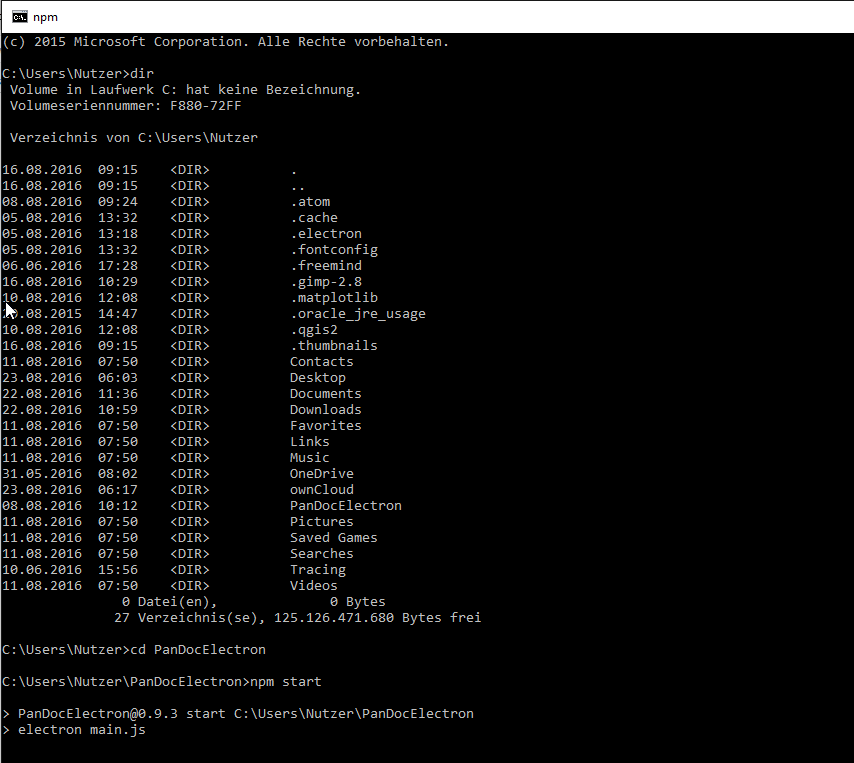 npm
(c) 2015 Microsoft Corporation. Alle Rechte vorbehalten.
C:\Users\Nutzer>dir
Volume in Laufwerk C: hat keine Bezeichnung.
Volumeseriennummer: F880-72FF
Verzeichnis von C:\Users\Nutzer
16.08.2016  09:15    <DIR>          .
16.08.2016  09:15    <DIR>          ..
08.08.2016  09:24    <DIR>          .atom
05.08.2016  13:32    <DIR>          .cache
05.08.2016  13:18    <DIR>          .electron
05.08.2016  13:32    <DIR>          .fontconfig
06.06.2016  17:28    <DIR>          .freemind
16.08.2016  10:29    <DIR>          .gimp-2.8
10.08.2016  12:08    <DIR>          .matplotlib
14:47    <DIR>          .oracle_jre_usage
10.08.2016  12:08    <DIR>          .qgis2
16.08.2016  09:15    <DIR>          .thumbnails
11.08.2016  07:50    <DIR>          Contacts
23.08.2016  06:03    <DIR>          Desktop
22.08.2016  11:36    <DIR>          Documents
22.08.2016  10:59    <DIR>          Downloads
11.08.2016  07:50    <DIR>          Favorites
11.08.2016  07:50    <DIR>          Links
11.08.2016  07:50    <DIR>          Music
31.05.2016  08:02    <DIR>          OneDrive
23.08.2016  06:17    <DIR>          ownCloud
08.08.2016  10:12    <DIR>          PanDocElectron
11.08.2016  07:50    <DIR>          Pictures
11.08.2016  07:50    <DIR>          Saved Games
11.08.2016  07:50    <DIR>          Searches
10.06.2016  15:56    <DIR>          Tracing
11.08.2016  07:50    <DIR>          Videos
0 Datei(en),              0 Bytes
27 Verzeichnis(se), 125.126.471.680 Bytes frei
C:\Users\Nutzer>cd PanDocElectron
C:\Users\Nutzer\PanDocElectron>npm start
> PanDocElectron@0.9.3 start C:\Users\Nutzer\PanDocElectron
> electron main.js